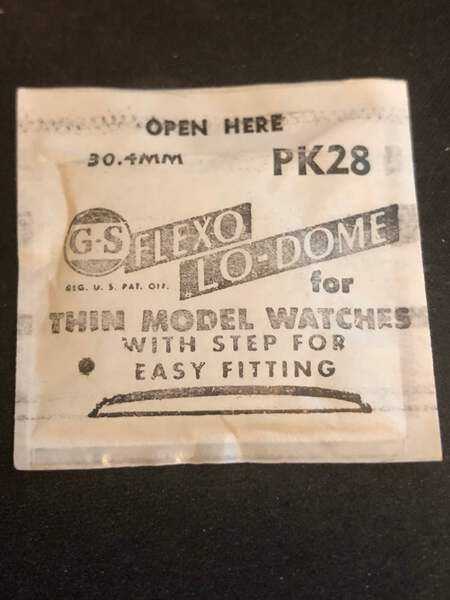 OPEN HERE
30.4MM PK28
G-S FLEXO
LO-DOME
REG. U. S. PAT. OFF. for
THIN MODEL WATCHES
WITH STEP FOR
EASY FITTING